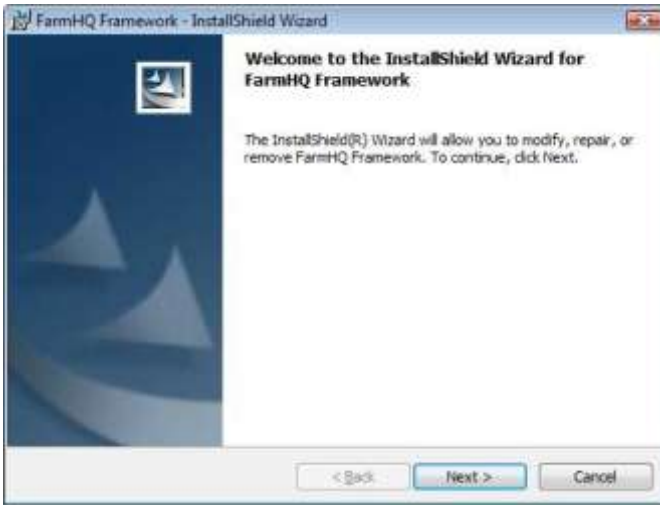 FarmHQ Framework - InstallShield Wizard
Welcome to the InstallShield Wizard for
FarmHQ Framework
The InstallShield(R) Wizard will allow you to modify, repair, or
remove FarmHQ Framework. To continue, click Next.
< Back
Next >
Cancel